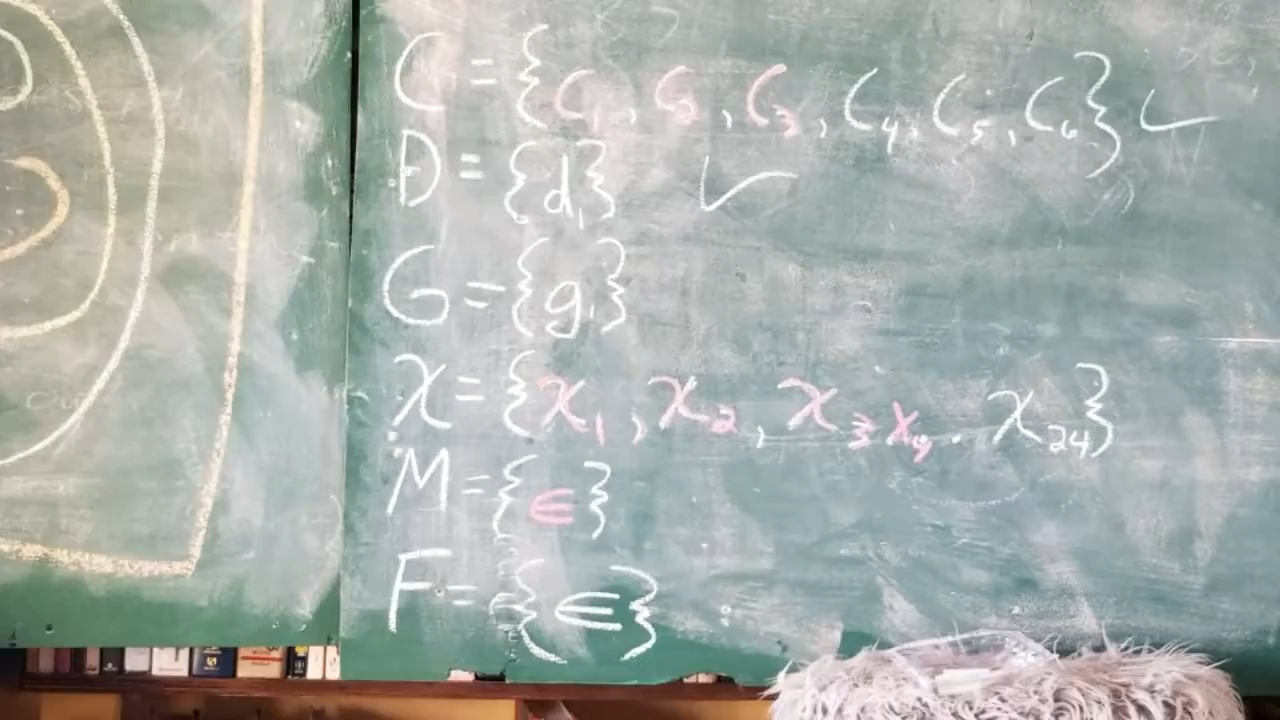 C = {C₁, C₂, C₃, C₄, C₅, C₆} ✓
D = {d₁} ✓
G = {g₁}
X = {x₁, x₂, x₃ x₄ . x₂₄}
M = {∈}
F = {∈}